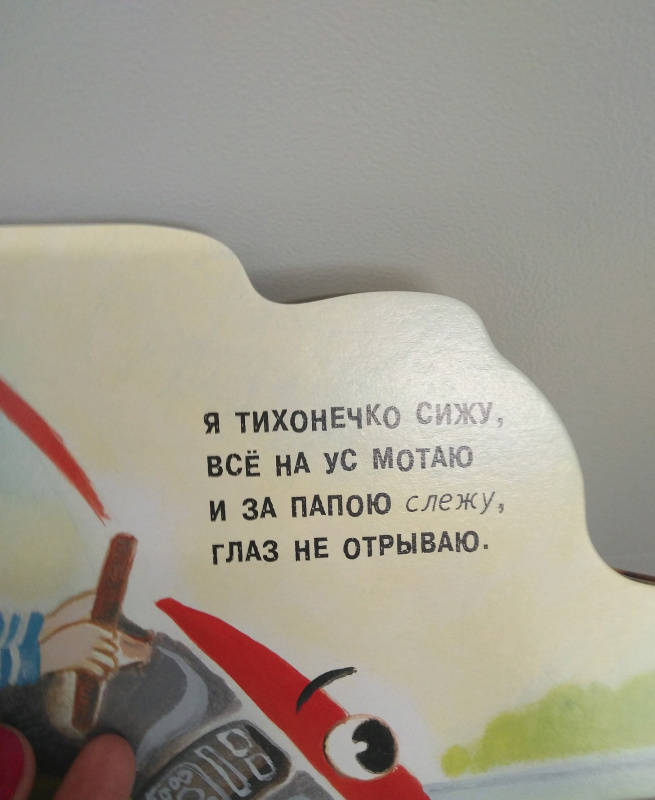 Я ТИХОНЕЧКО СИЖУ,
ВСЁ НА УС МОТАЮ
И ЗА ПАПОЮ слежу,
ГЛАЗ НЕ ОТРЫВАЮ.